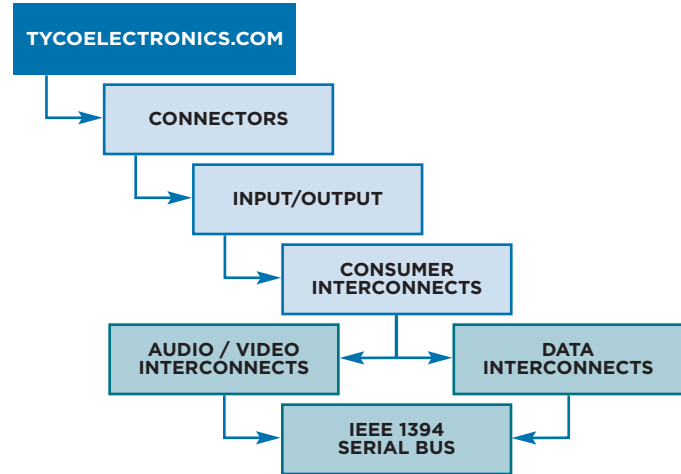 TYCOELECTRONICS.COM
CONNECTORS
INPUT/OUTPUT
CONSUMER
INTERCONNECTS
AUDIO / VIDEO
INTERCONNECTS
DATA
INTERCONNECTS
IEEE 1394
SERIAL BUS